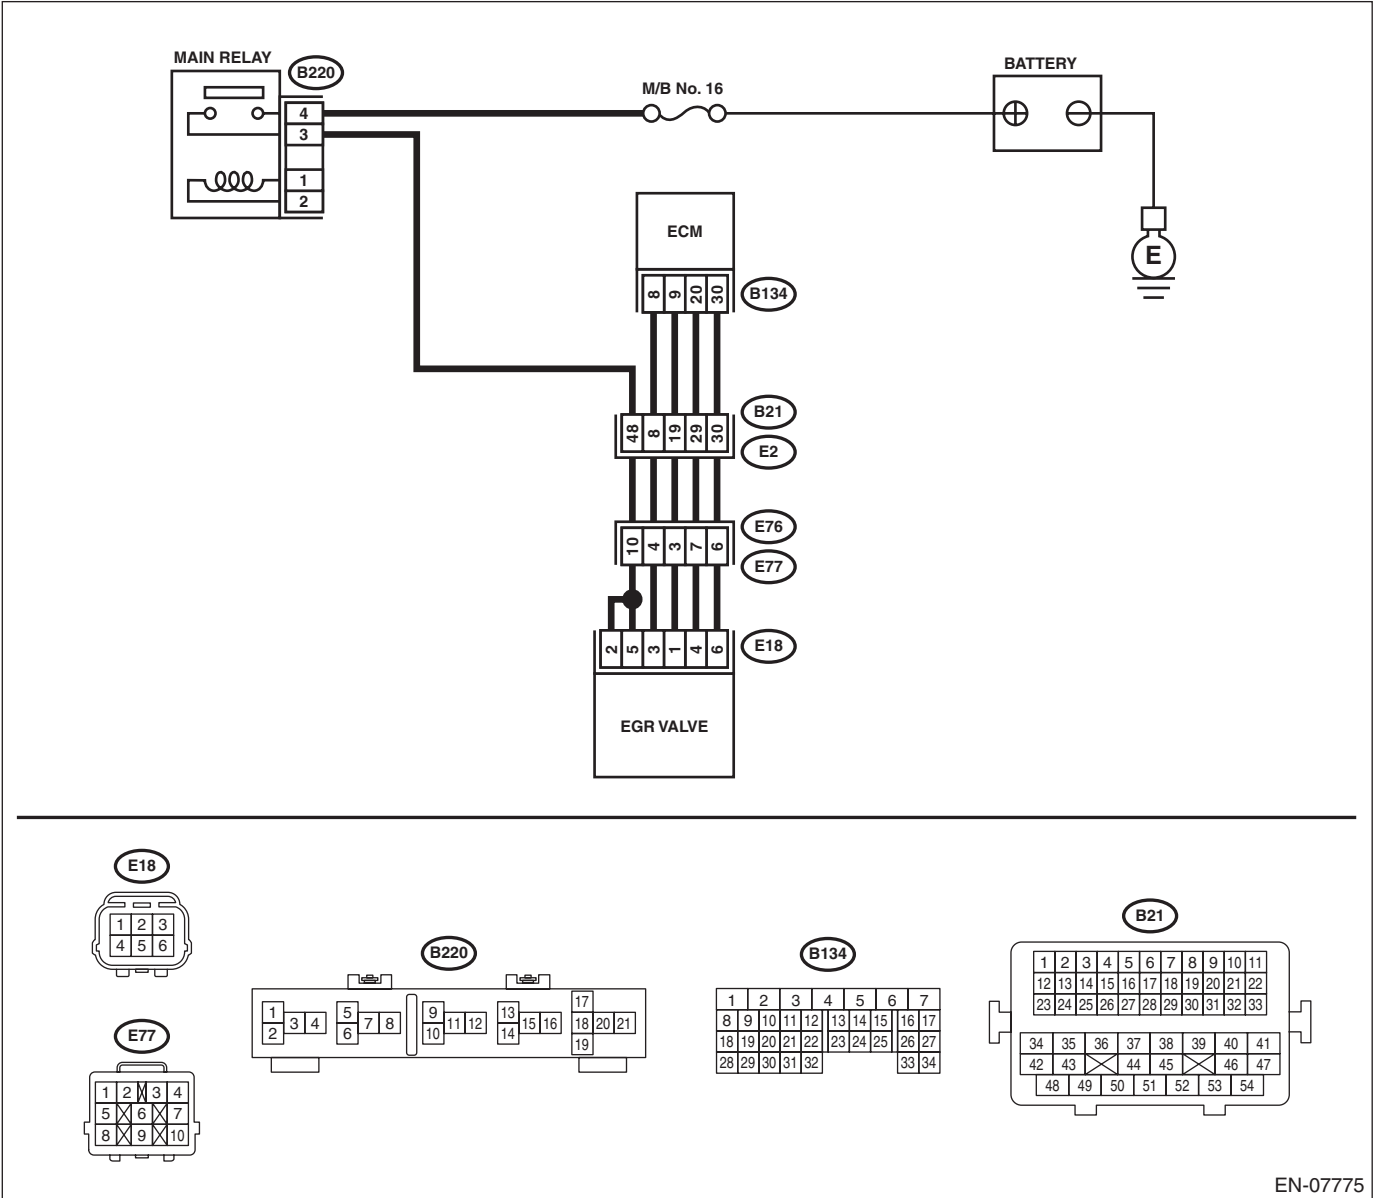 MAIN RELAY
B220
4
3
1
2
M/B No. 16
BATTERY
E
ECM
8 9 20 30
B134
48 8 19 29 30
B21
E2
10 4 3 7 6
E76
E77
2 5 3 1 4 6
E18
EGR VALVE
E18
1 2 3
4 5 6
E77
1 2 3 4
5 6 7
8 9 10
B220
1 2 3 4
5 6 7 8
9 10 11 12
13 14 15 16
17 18 19 20 21
B134
1 2 3 4 5 6 7
8 9 10 11 12 13 14 15 16 17
18 19 20 21 22 23 24 25 26 27
28 29 30 31 32 33 34
B21
1 2 3 4 5 6 7 8 9 10 11
12 13 14 15 16 17 18 19 20 21 22
23 24 25 26 27 28 29 30 31 32 33
34 35 36 37 38 39 40 41
42 43 44 45 46 47
48 49 50 51 52 53 54
EN-07775